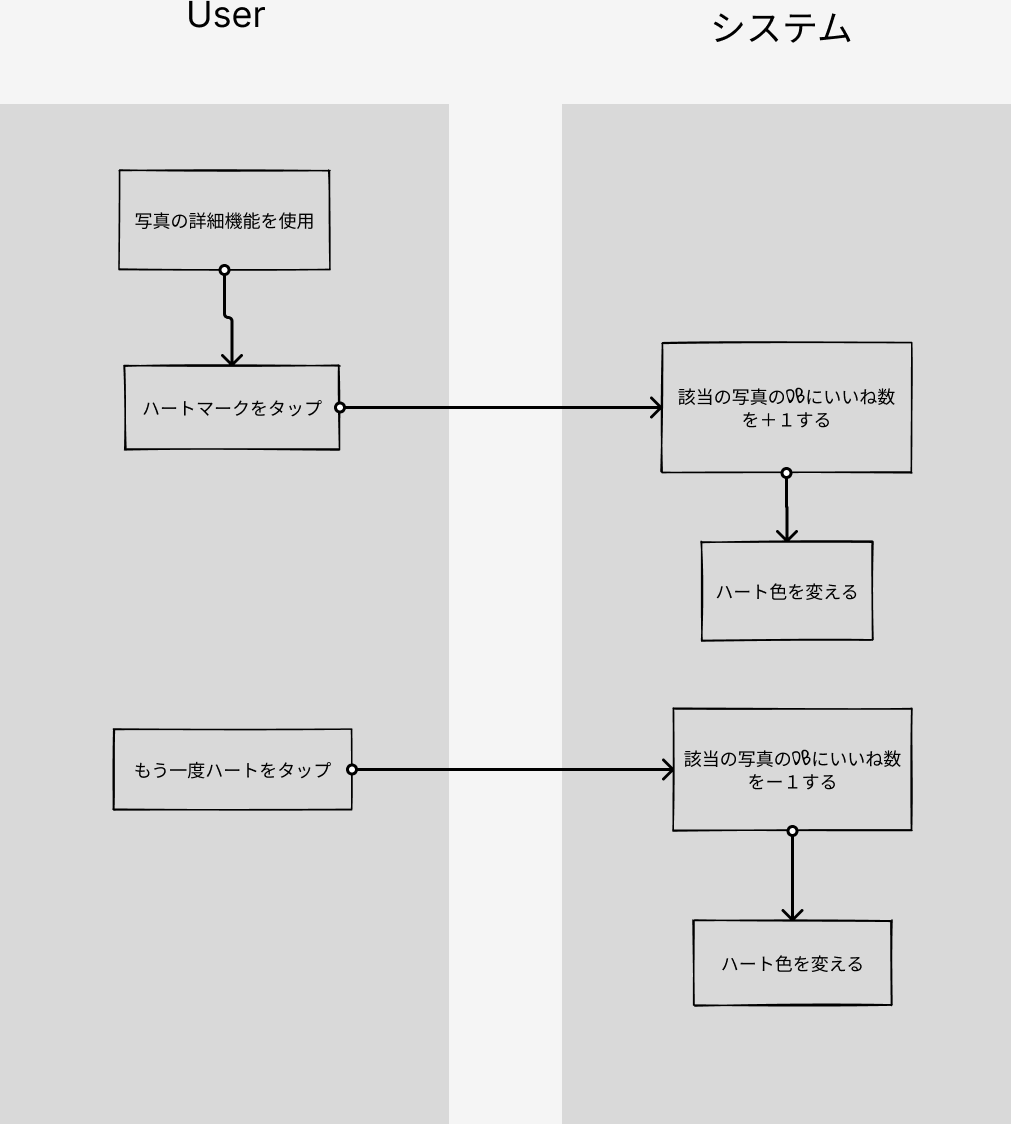 User
システム
写真の詳細機能を使用
ハートマークをタップ
該当の写真のDBにいいね数
を＋１する
ハート色を変える
もう一度ハートをタップ
該当の写真のDBにいいね数
をー１する
ハート色を変える